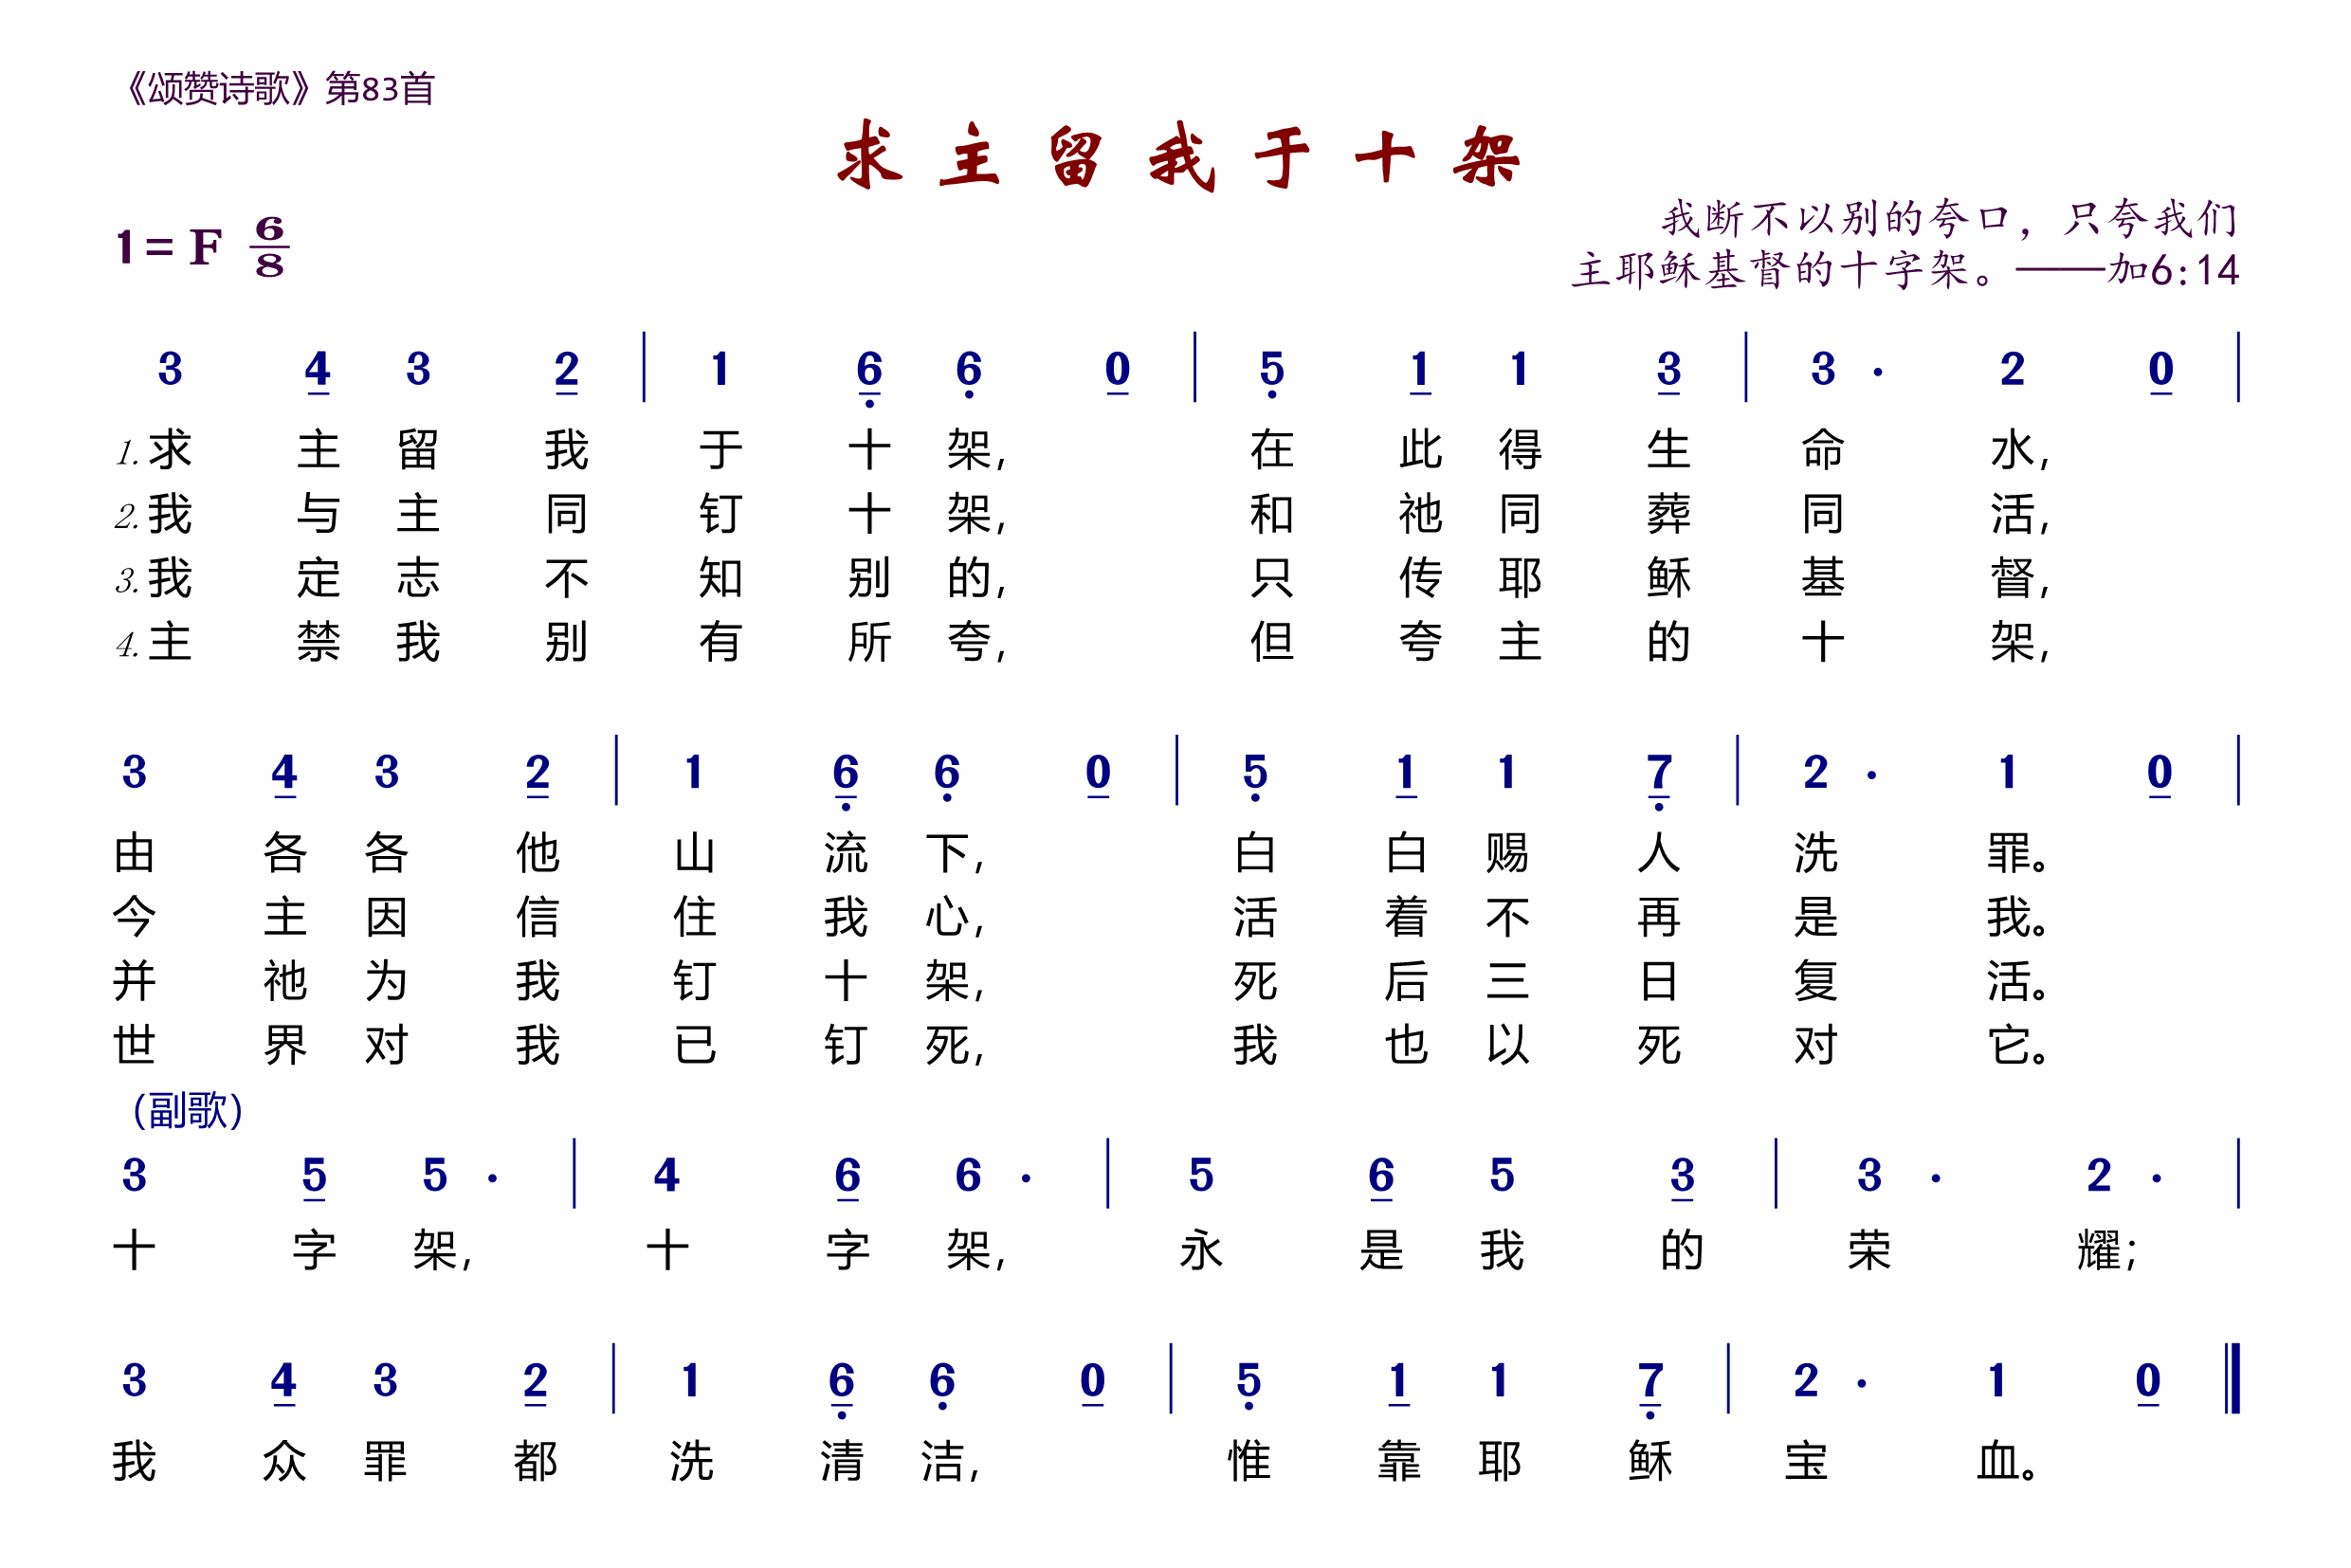 《颂赞诗歌》第83首
求主留我于十架
1=F 6/8
我断不以别的夸口，只夸我们
主耶稣基督的十字架。——加6:14
3 4 3 2 | 1 6 6 0 | 5 1 1 3 | 3 · 2 0 |
1. 求主留我于十架, 在此得生命水,
2. 我与主同钉十架, 和祂同葬同活,
3. 我定志不知别的, 只传耶稣基督,
4. 主禁我别有所夸, 但夸主的十架,
3 4 3 2 | 1 6 6 0 | 5 1 1 7 | 2 · 1 0 |
由各各他山流下, 白白赐人洗罪。
今主因信住我心, 活着不再是我。
并祂为我钉十架, 死后三日复活。
世界对我已钉死, 我也以死对它。
(副歌)
3 5 5 · | 4 6 6 · | 5 6 5 3 | 3 · 2 · |
十字架, 十字架, 永是我的荣耀；
3 4 3 2 | 1 6 6 0 | 5 1 1 7 | 2 · 1 0 ‖
我众罪都洗清洁, 惟靠耶稣宝血。